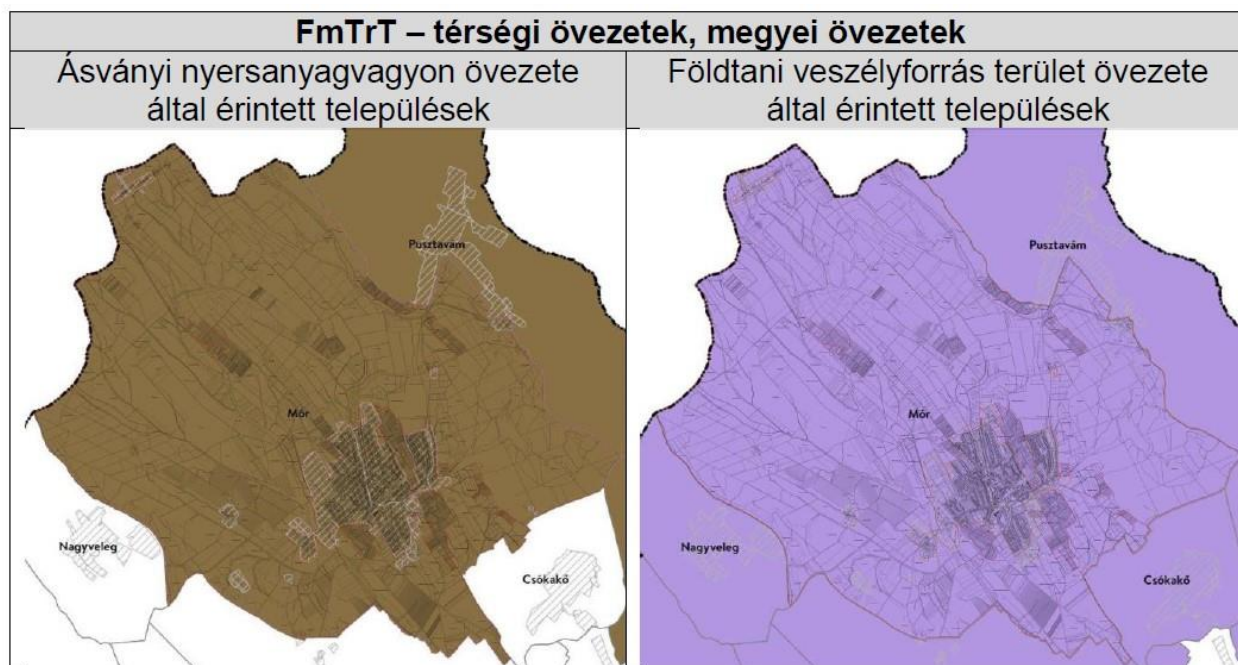 FmTrT – térségi övezetek, megyei övezetek
Ásványi nyersanyagvagyon övezete
által érintett települések
Földtani veszélyforrás terület övezete
által érintett települések
Pusztavám
Mór
Nagyveleg
Csókakő
Pusztavám
Mór
Nagyveleg
Csókakő